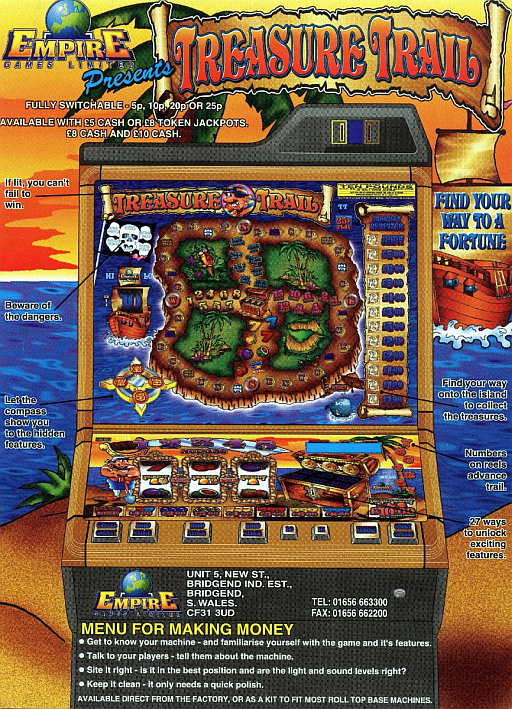 EMPIRE
GAMES LIMITED
Presents
TREASURE TRAIL
FULLY SWITCHABLE - 5p, 10p, 20p OR 25p
AVAILABLE WITH £5 CASH OR £8 TOKEN JACKPOTS.
£8 CASH AND £10 CASH.
If lit, you can't
fail to
win.
TREASURE TRAIL
HI LO
FIND YOUR
WAY TO A
FORTUNE
Beware of
the dangers.
Let the
compass
show you
to the hidden
features.
Find your way
onto the island
to collect
the treasures.
Numbers
on reels
advance
trail.
27 ways
to unlock
exciting
features.
EMPIRE
GAMES LIMITED
UNIT 5, NEW ST.,
BRIDGEND IND. EST.,
BRIDGEND,
S. WALES.
CF31 3UD
TEL: 01656 663300
FAX: 01656 662200
MENU FOR MAKING MONEY
• Get to know your machine - and familiarise yourself with the game and it's features.
• Talk to your players - tell them about the machine.
• Site it right - is it in the best position and are the light and sound levels right?
• Keep it clean - it only needs a quick polish.
AVAILABLE DIRECT FROM THE FACTORY, OR AS A KIT TO FIT MOST ROLL TOP BASE MACHINES.